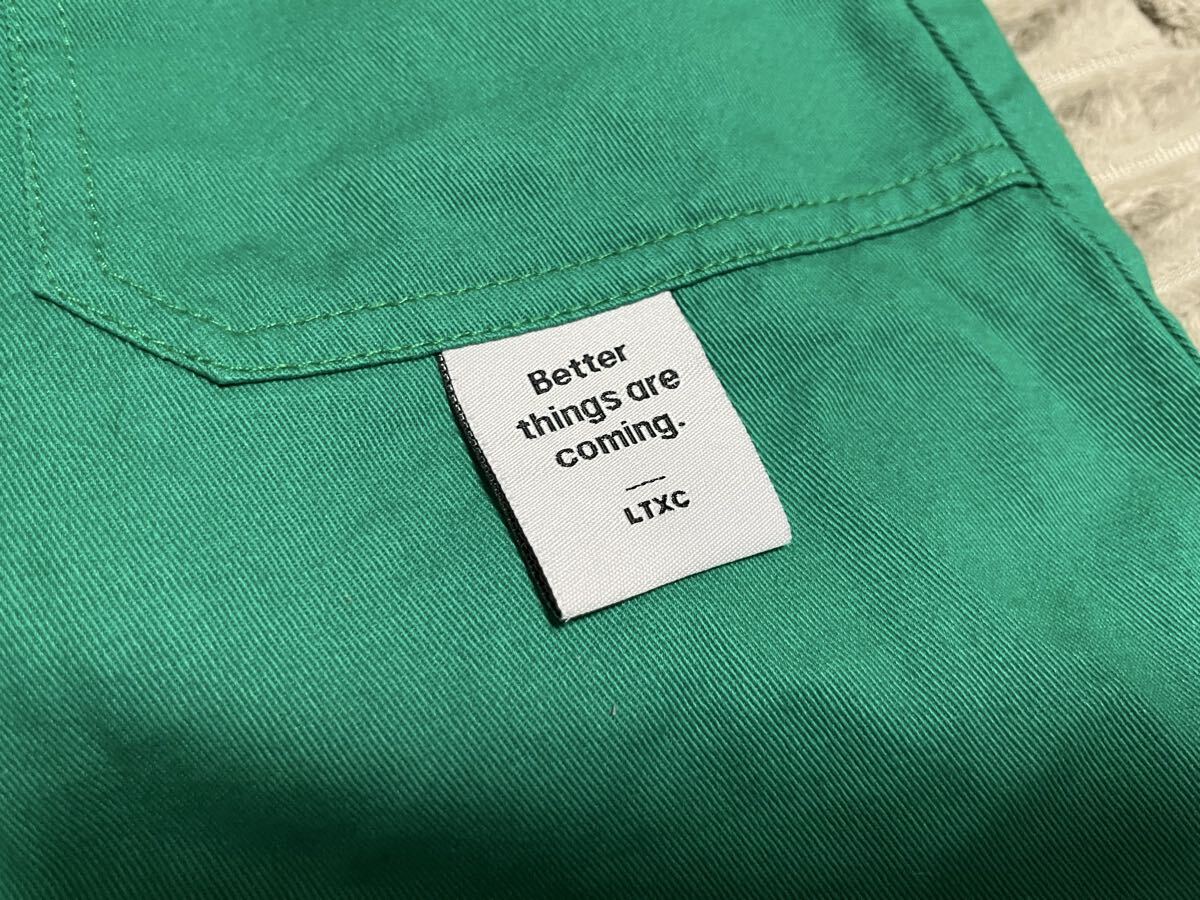 Better
things are
coming.
LTXC